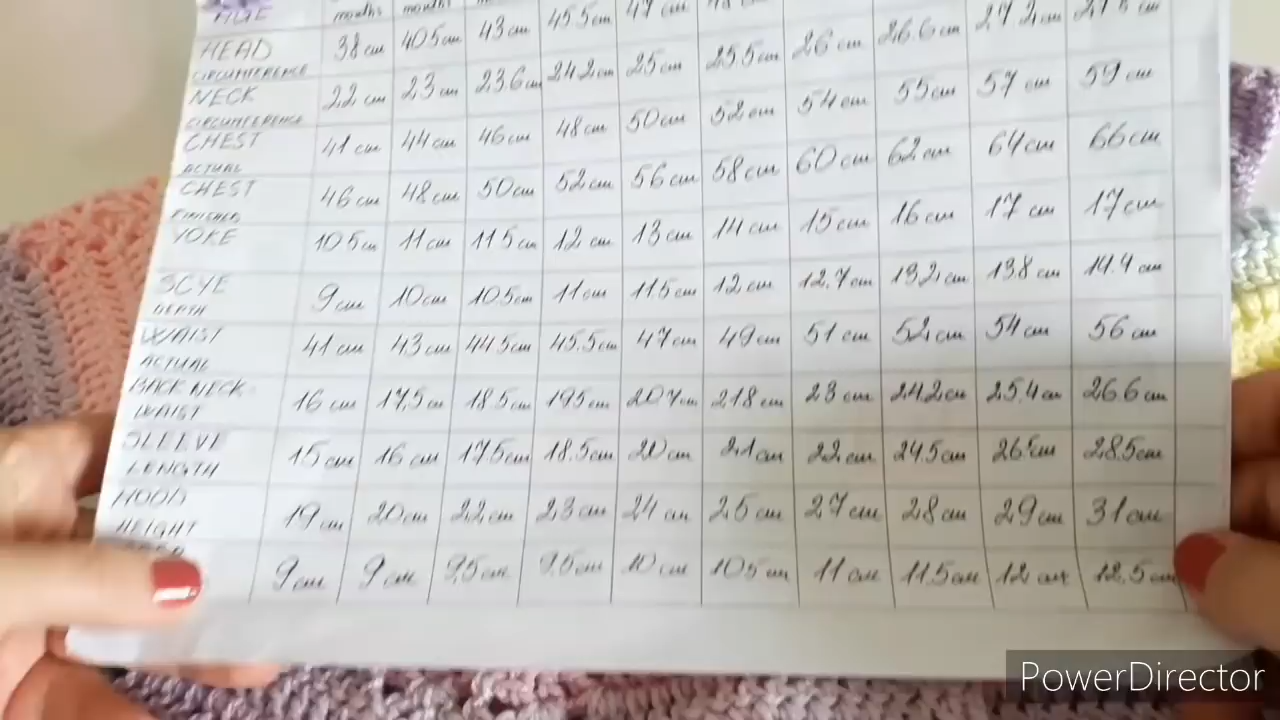 AGE months months
HEAD CIRCUMFERENCE 38 cm 40.5 cm 43 cm 45.5 cm 47 cm
NECK CIRCUMFERENCE 22 cm 23 cm 23.6 cm 24.2 cm 25 cm 25.5 cm 26 cm 26.6 cm
CHEST ACTUAL 41 cm 44 cm 46 cm 48 cm 50 cm 52 cm 54 cm 55 cm 57 cm 59 cm
CHEST FINISHED 46 cm 48 cm 50 cm 52 cm 56 cm 58 cm 60 cm 62 cm 64 cm 66 cm
YOKE 10.5 cm 11 cm 11.5 cm 12 cm 13 cm 14 cm 15 cm 16 cm 17 cm 17 cm
SCYE DEPTH 9 cm 10 cm 10.5 cm 11 cm 11.5 cm 12 cm 12.7 cm 13.2 cm 13.8 cm 14.4 cm
WAIST ACTUAL 41 cm 43 cm 44.5 cm 45.5 cm 47 cm 49 cm 51 cm 52 cm 54 cm 56 cm
BACK NECK WAIST 16 cm 17.5 cm 18.5 cm 19.5 cm 20.7 cm 21.8 cm 23 cm 24.2 cm 25.4 cm 26.6 cm
SLEEVE LENGTH 15 cm 16 cm 17.5 cm 18.5 cm 20 cm 21 cm 22 cm 24.5 cm 28.5 cm
HOOD HEIGHT 19 cm 20 cm 22 cm 23 cm 24 cm 25 cm 27 cm 28 cm 29 cm 31 cm
9 cm 9 cm 9.5 cm 9.5 cm 10 cm 10.5 cm 11 cm 11.5 cm 12 cm 12.5 cm
PowerDirector